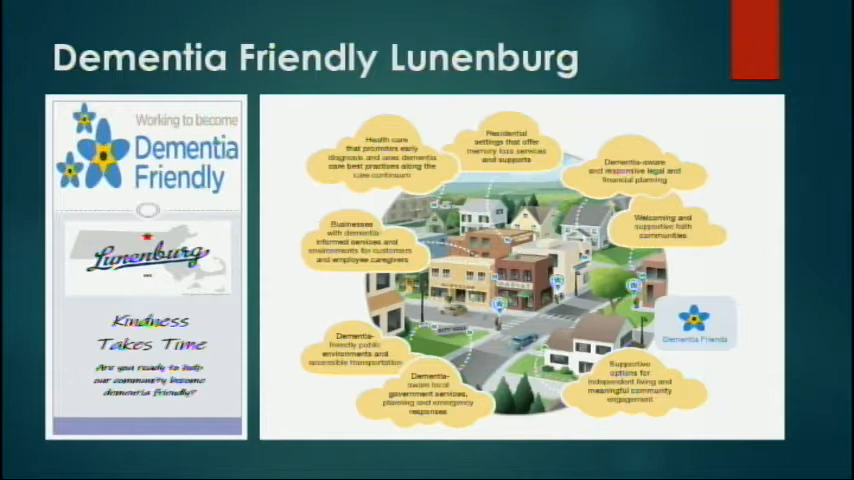 Dementia Friendly Lunenburg
Working to become
Dementia
Friendly
Lunenburg
Kindness
Takes Time
Are you ready to help
our community become
dementia friendly?
Health care
that promotes early
diagnosis and uses dementia
care best practices along the
care continuum
Residential
settings that offer
memory loss services
and supports
Dementia-aware
and responsive legal and
financial planning
Businesses
with dementia-
informed services and
environments for customers
and employee caregivers
Welcoming and
supportive faith
communities
Dementia-
friendly public
environments and
accessible transportation
Dementia-
aware local
government services,
planning and emergency
responses
Supportive
options for
independent living and
meaningful community
engagement
Dementia Friends
CITY HALL
MARKET